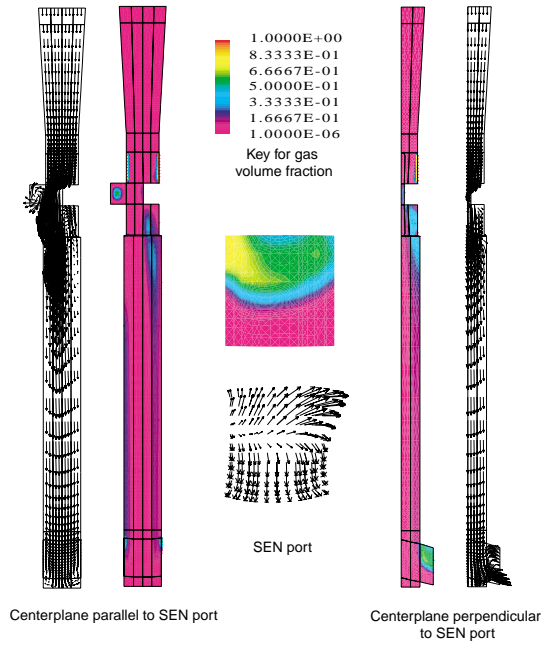 1.0000E+00
8.3333E-01
6.6667E-01
5.0000E-01
3.3333E-01
1.6667E-01
1.0000E-06
Key for gas
volume fraction
SEN port
Centerplane parallel to SEN port
Centerplane perpendicular
to SEN port